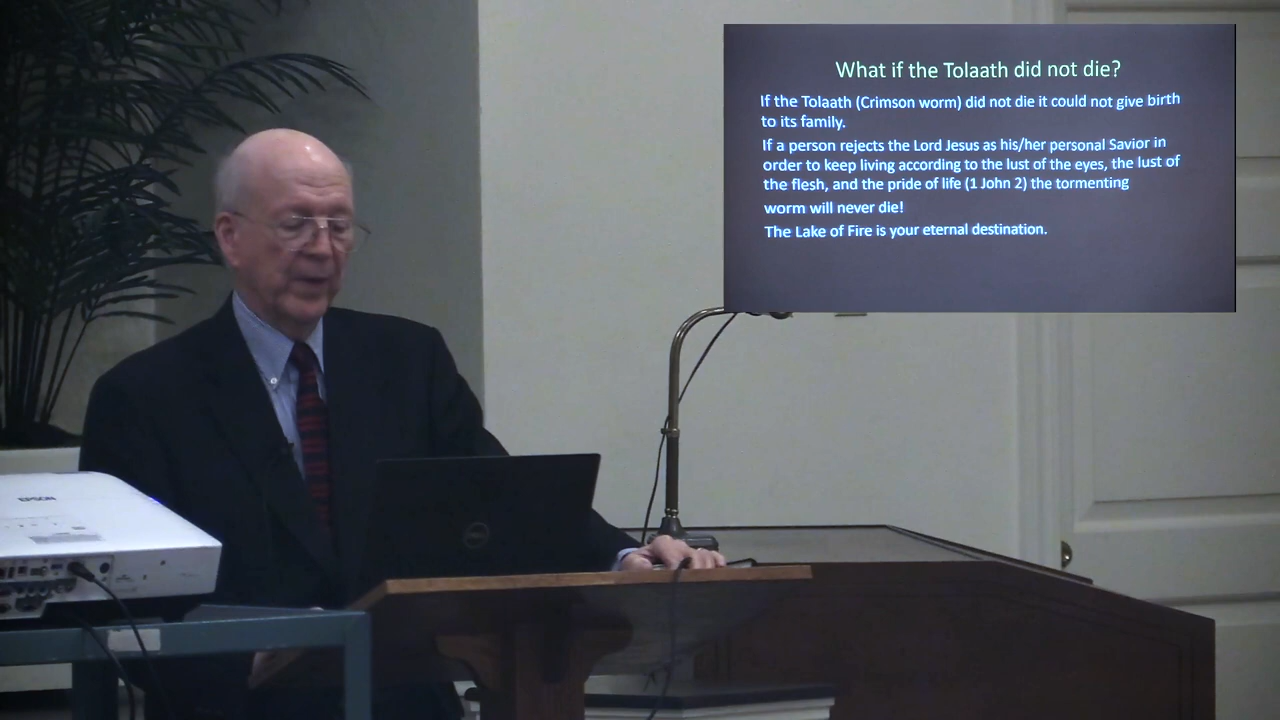 What if the Tolaath did not die?
If the Tolaath (Crimson worm) did not die it could not give birth
to its family.
If a person rejects the Lord Jesus as his/her personal Savior in
order to keep living according to the lust of the eyes, the lust of
the flesh, and the pride of life (1 John 2) the tormenting
worm will never die!
The Lake of Fire is your eternal destination.
EPSON
DELL